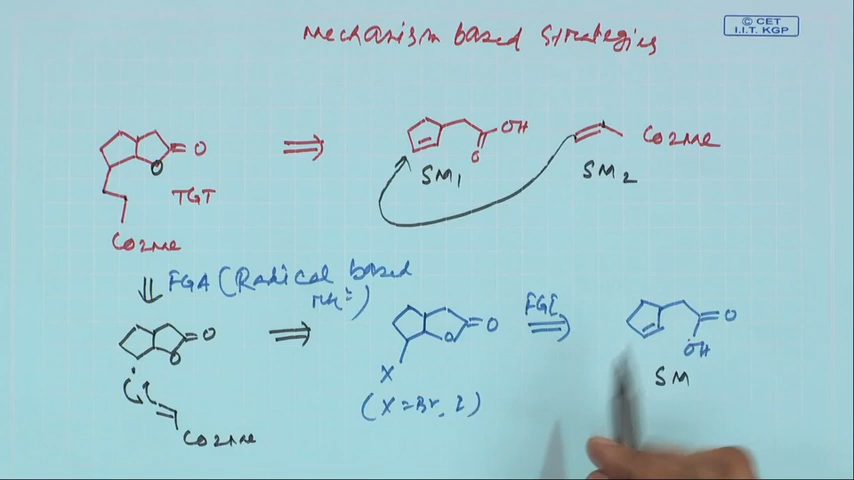 © CET
I.I.T. KGP
Mechanism based Strategies
O
O
TGT
CO2Me
⇒
OH
O
SM1
CO2Me
SM2
⇓ FGA (Radical based
rxn)
O
O
CO2Me
⇒
O
O
X
(X = Br, I)
FGI
⇒
O
OH
SM